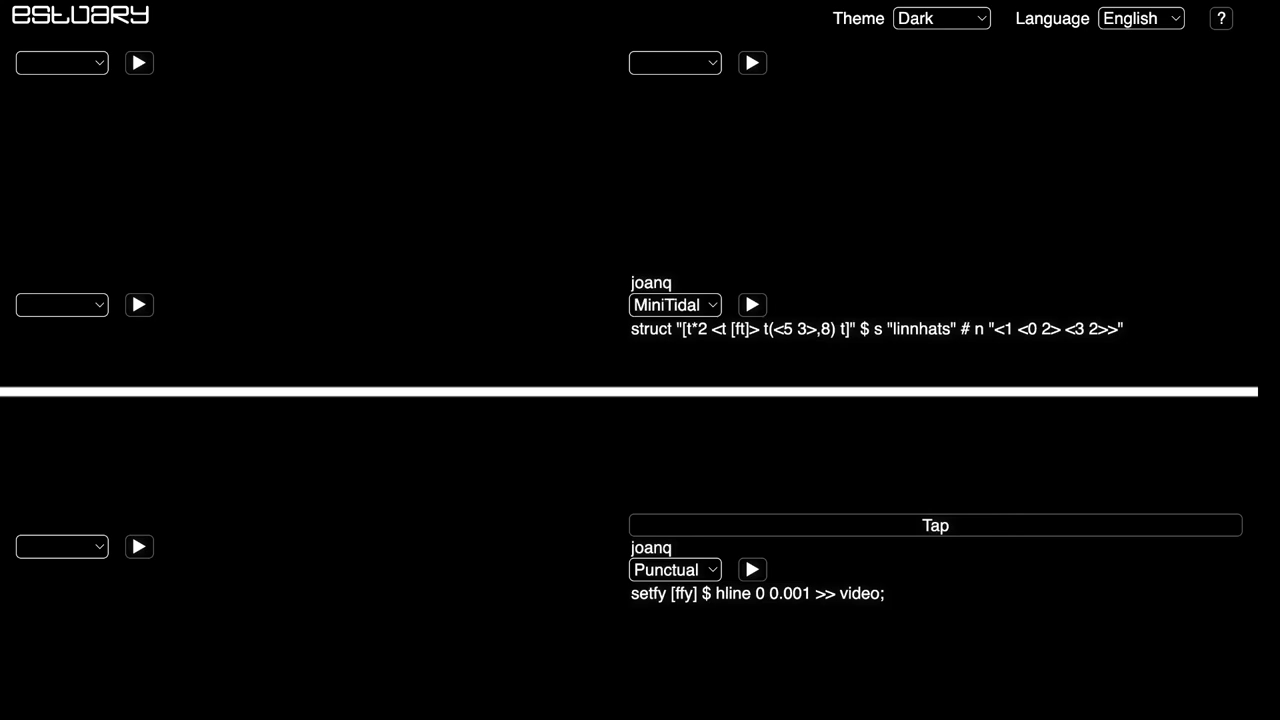 estuary
Theme Dark Language English ?
joanq
MiniTidal
struct "[t*2 <t [ft]> t(<5 3>,8) t]" $ s "linnhats" # n "<1 <0 2> <3 2>>"
Tap
joanq
Punctual
setfy [ffy] $ hline 0 0.001 >> video;